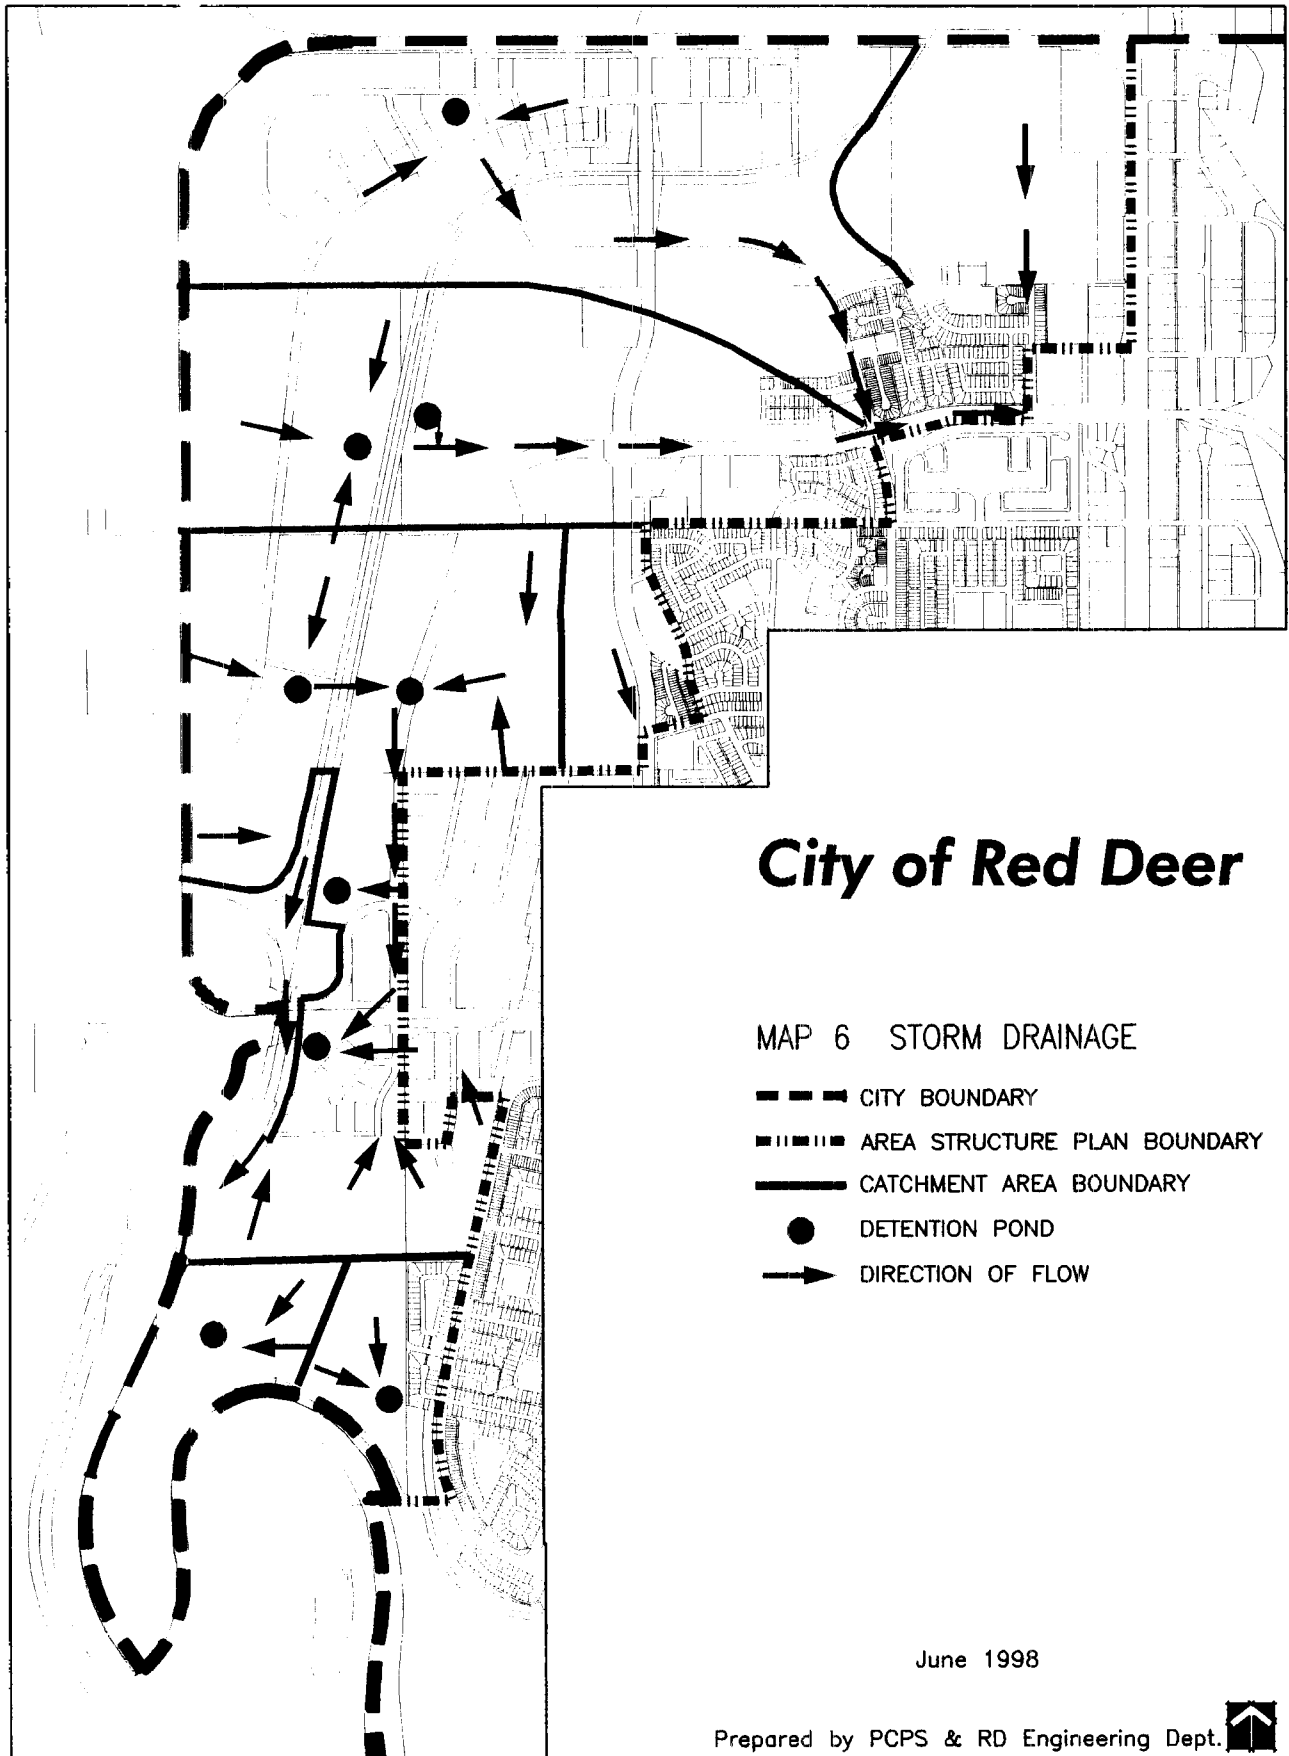 City of Red Deer
MAP 6 STORM DRAINAGE
CITY BOUNDARY
AREA STRUCTURE PLAN BOUNDARY
CATCHMENT AREA BOUNDARY
DETENTION POND
DIRECTION OF FLOW
June 1998
Prepared by PCPS & RD Engineering Dept.